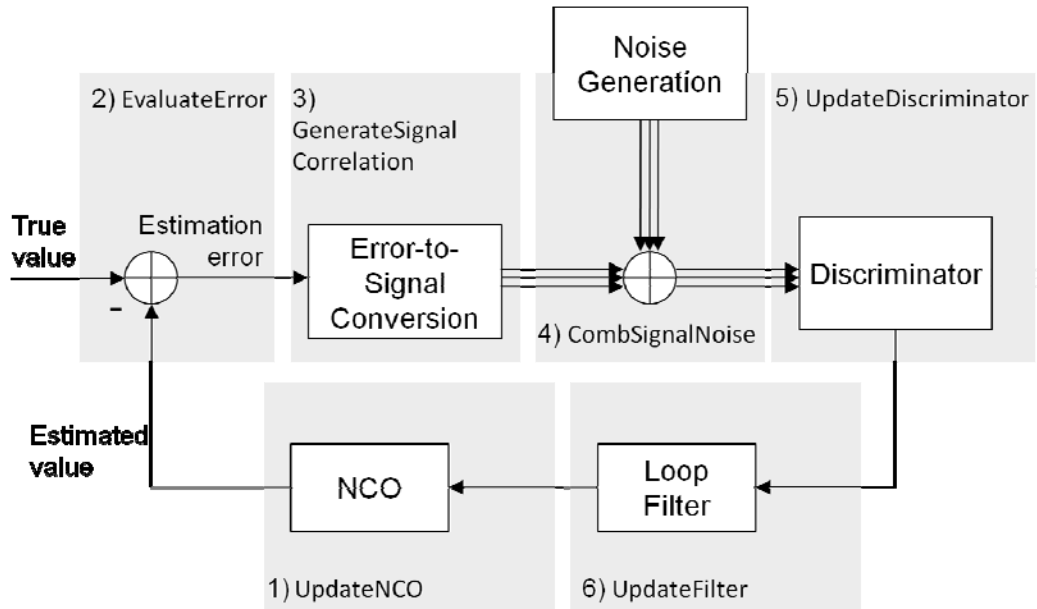 Noise
Generation
2) EvaluateError
3)
GenerateSignal
Correlation
5) UpdateDiscriminator
True
value
Estimation
error
-
Error-to-
Signal
Conversion
Discriminator
4) CombSignalNoise
Estimated
value
NCO
Loop
Filter
1) UpdateNCO
6) UpdateFilter